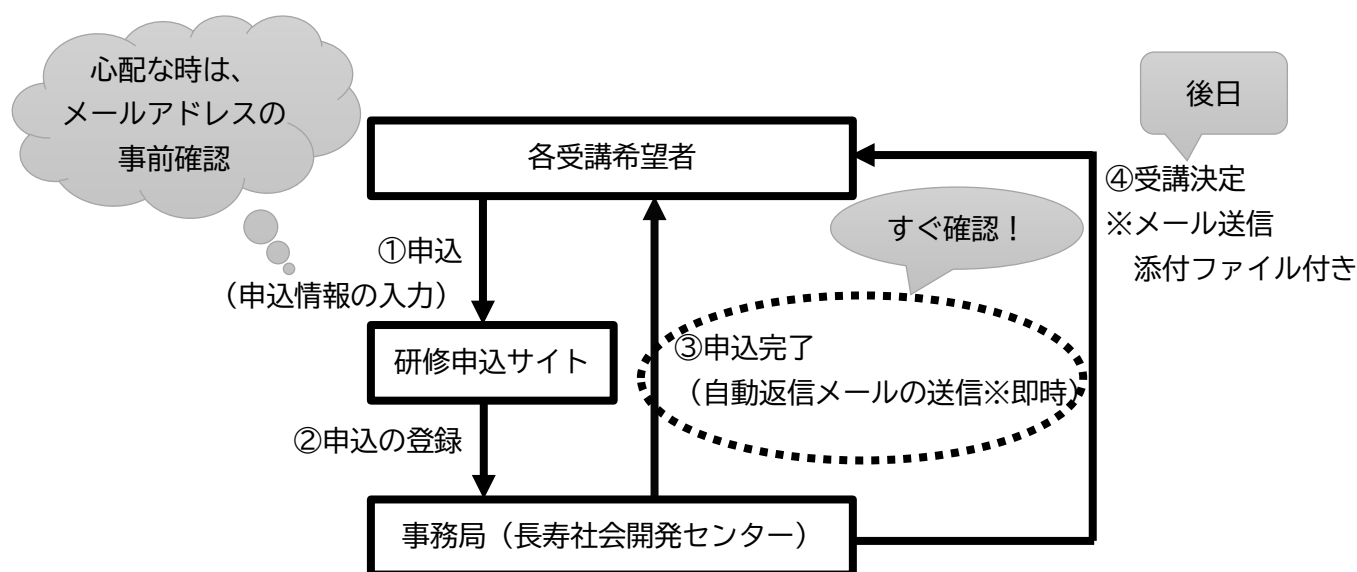 心配な時は、
メールアドレスの
事前確認
後日
各受講希望者
④受講決定
※メール送信
添付ファイル付き
すぐ確認！
①申込
（申込情報の入力）
研修申込サイト
③申込完了
（自動返信メールの送信※即時）
②申込の登録
事務局（長寿社会開発センター）